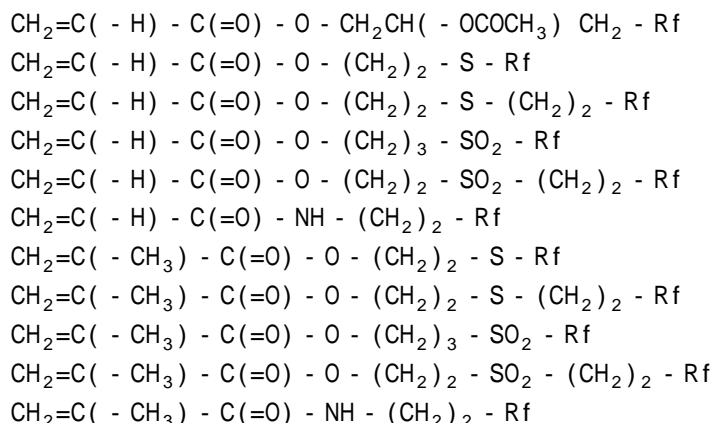 CH₂=C( - H) - C(=O) - O - CH₂CH( - OCOCH₃) CH₂ - Rf
CH₂=C( - H) - C(=O) - O - (CH₂)₂ - S - Rf
CH₂=C( - H) - C(=O) - O - (CH₂)₂ - S - (CH₂)₂ - Rf
CH₂=C( - H) - C(=O) - O - (CH₂)₃ - SO₂ - Rf
CH₂=C( - H) - C(=O) - O - (CH₂)₂ - SO₂ - (CH₂)₂ - Rf
CH₂=C( - H) - C(=O) - NH - (CH₂)₂ - Rf
CH₂=C( - CH₃) - C(=O) - O - (CH₂)₂ - S - Rf
CH₂=C( - CH₃) - C(=O) - O - (CH₂)₂ - S - (CH₂)₂ - Rf
CH₂=C( - CH₃) - C(=O) - O - (CH₂)₃ - SO₂ - Rf
CH₂=C( - CH₃) - C(=O) - O - (CH₂)₂ - SO₂ - (CH₂)₂ - Rf
CH₂=C( - CH₃) - C(=O) - NH - (CH₂)₂ - Rf